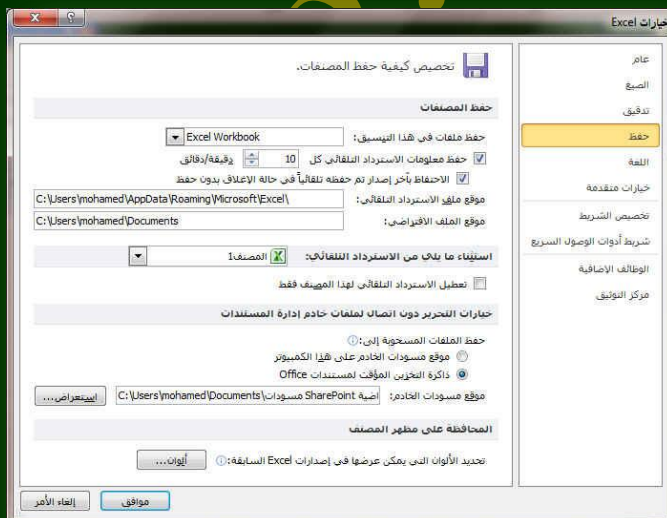 خيارات Excel
عام
الصيغ
تدقيق
حفظ
اللغة
خيارات متقدمة
تخصيص الشريط
شريط أدوات الوصول السريع
الوظائف الإضافية
مركز التوثيق
تخصيص كيفية حفظ المصنفات.
حفظ المصنفات
حفظ ملفات في هذا التنسيق: Excel Workbook
حفظ معلومات الاسترداد التلقائي كل 10 دقيقة/دقائق
الاحتفاظ بآخر إصدار تم حفظه تلقائياً في حالة الإغلاق بدون حفظ
موقع ملف الاسترداد التلقائي: C:\Users\mohamed\AppData\Roaming\Microsoft\Excel\
موقع الملف الافتراضي: C:\Users\mohamed\Documents
استثناء ما يلي من الاسترداد التلقائي: المصنف1
تعطيل الاسترداد التلقائي لهذا المصنف فقط
خيارات التحرير دون اتصال لملفات خادم إدارة المستندات
حفظ الملفات المسحوبة إلى:
موقع مسودات الخادم على هذا الكمبيوتر
ذاكرة التخزين المؤقت لمستندات Office
موقع مسودات الخادم: C:\Users\mohamed\Documents\مسودات SharePoint اضية استعراض...
المحافظة على مظهر المصنف
تحديد الألوان التي يمكن عرضها في إصدارات Excel السابقة: ألوان...
موافق إلغاء الأمر